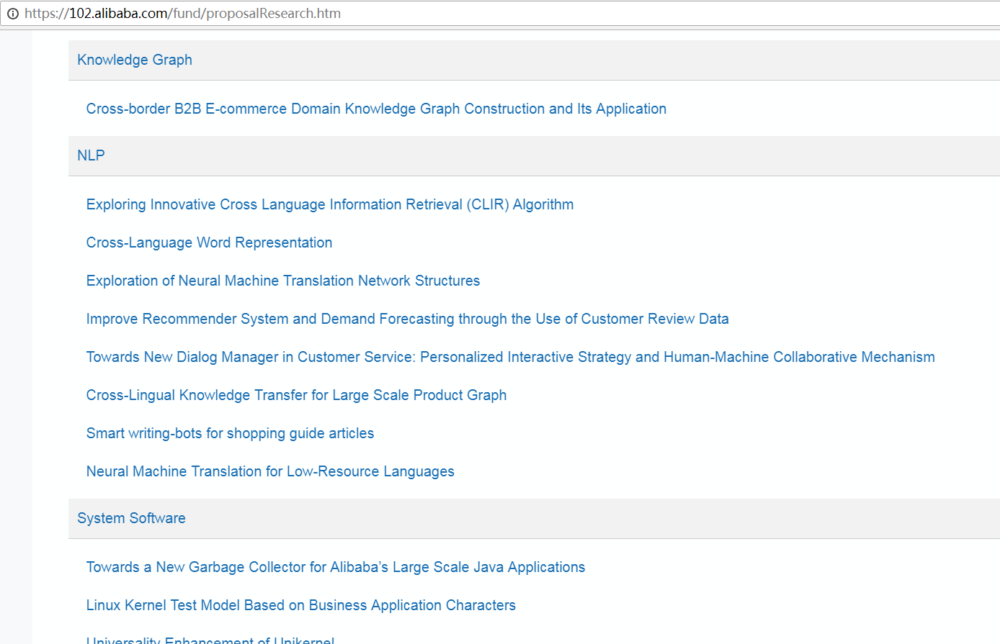 https://102.alibaba.com/fund/proposalResearch.htm
Knowledge Graph
Cross-border B2B E-commerce Domain Knowledge Graph Construction and Its Application
NLP
Exploring Innovative Cross Language Information Retrieval (CLIR) Algorithm
Cross-Language Word Representation
Exploration of Neural Machine Translation Network Structures
Improve Recommender System and Demand Forecasting through the Use of Customer Review Data
Towards New Dialog Manager in Customer Service: Personalized Interactive Strategy and Human-Machine Collaborative Mechanism
Cross-Lingual Knowledge Transfer for Large Scale Product Graph
Smart writing-bots for shopping guide articles
Neural Machine Translation for Low-Resource Languages
System Software
Towards a New Garbage Collector for Alibaba’s Large Scale Java Applications
Linux Kernel Test Model Based on Business Application Characters
Universality Enhancement of Unikernel